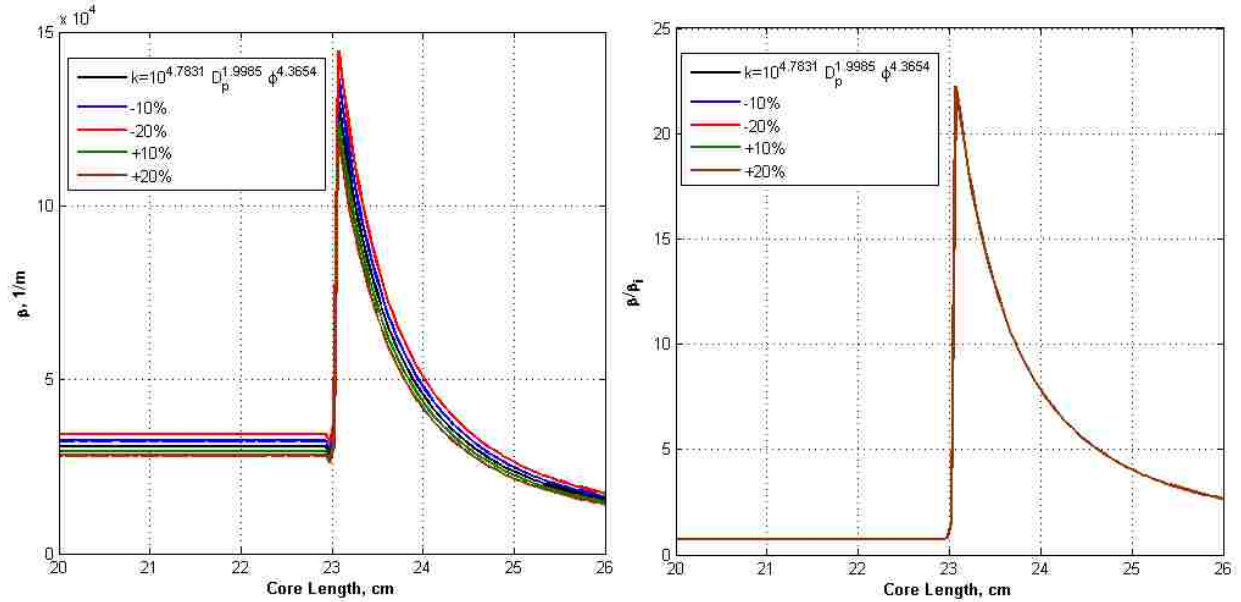 x 10⁴
15
10
5
0
β, 1/m
k=10^4.7831 D_p^1.9985 ϕ^4.3654
-10%
-20%
+10%
+20%
20 21 22 23 24 25 26
Core Length, cm
25
20
15
10
5
0
β/β_i
k=10^4.7831 D_p^1.9985 ϕ^4.3654
-10%
-20%
+10%
+20%
20 21 22 23 24 25 26
Core Length, cm